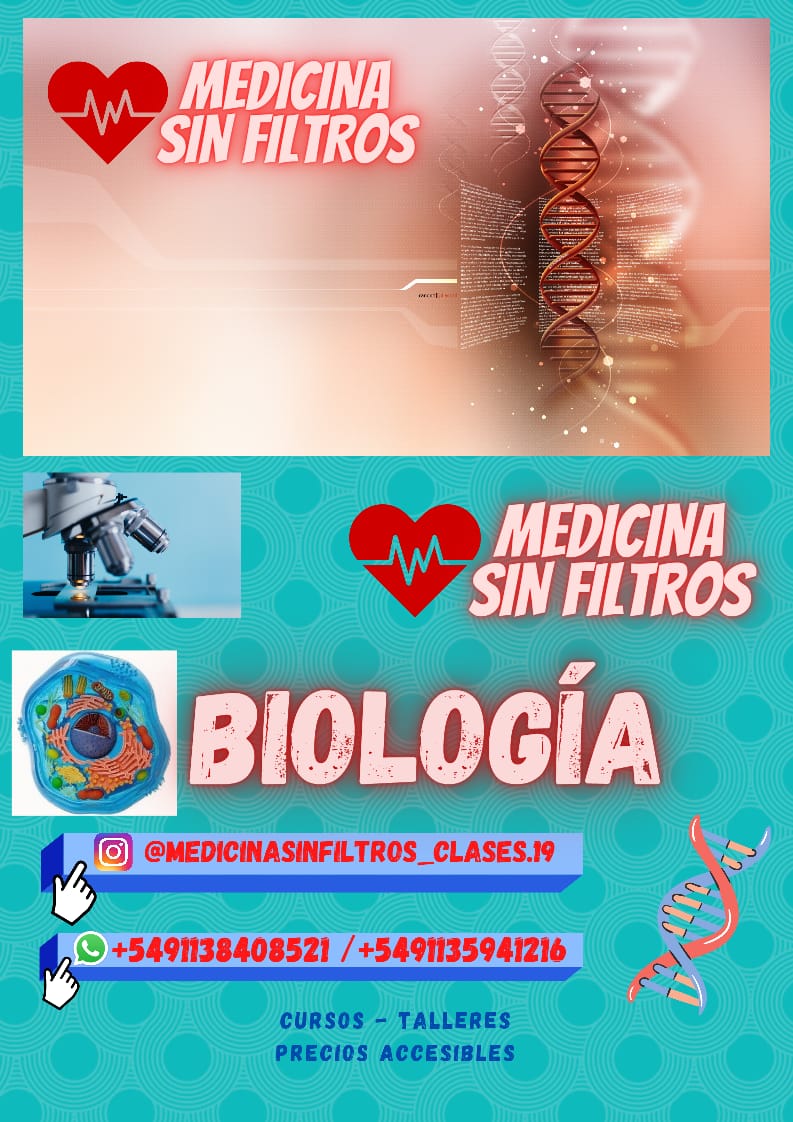 MEDICINA
SIN FILTROS
MEDICINA
SIN FILTROS
BIOLOGÍA
@MEDICINASINFILTROS_CLASES.19
+5491138408521 /+5491135941216
CURSOS - TALLERES
PRECIOS ACCESIBLES